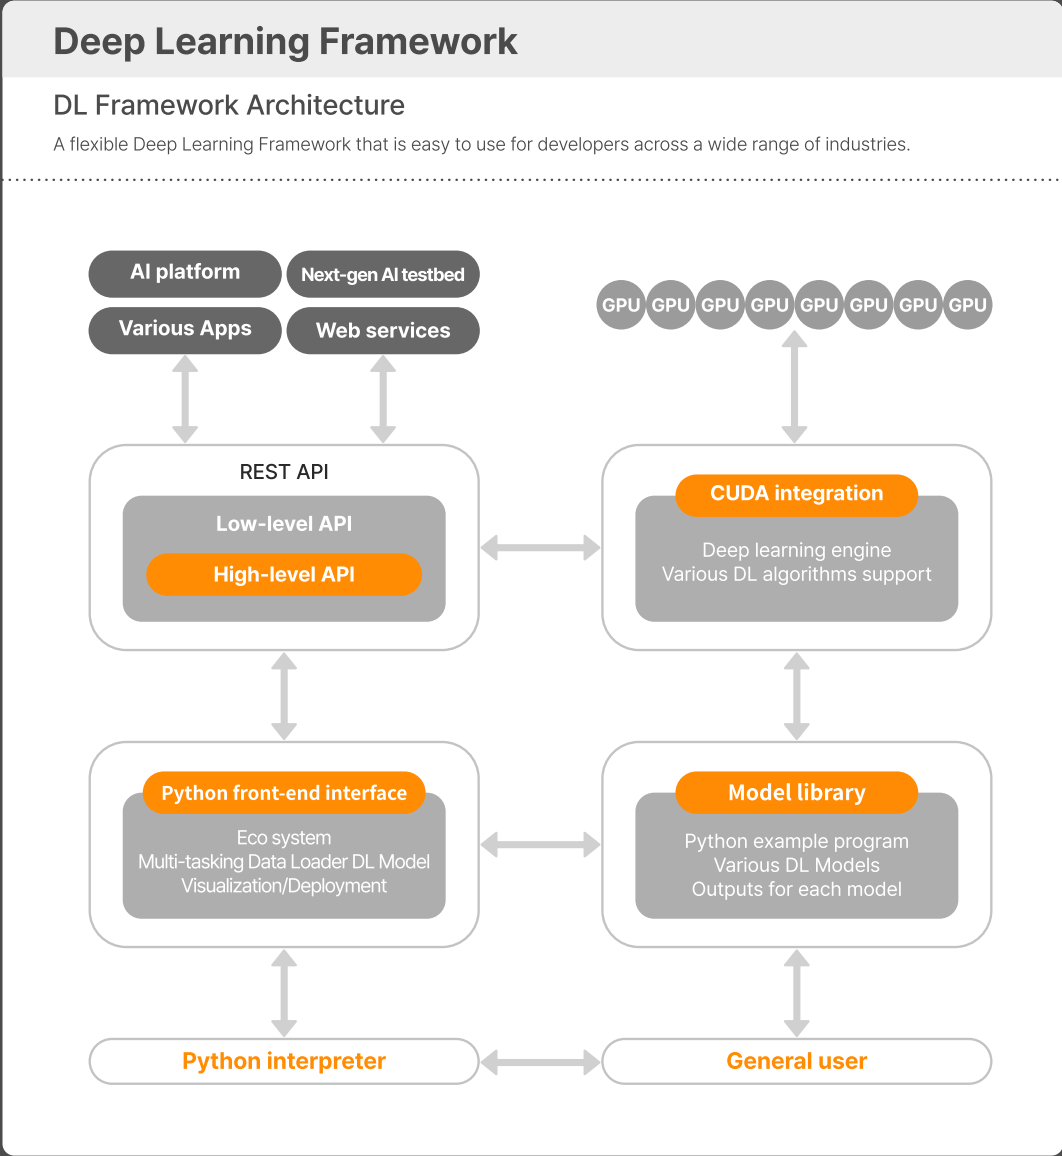 Deep Learning Framework
DL Framework Architecture
A flexible Deep Learning Framework that is easy to use for developers across a wide range of industries.
AI platform
Next-gen AI testbed
Various Apps
Web services
GPU GPU GPU GPU GPU GPU GPU GPU
REST API
Low-level API
High-level API
CUDA integration
Deep learning engine
Various DL algorithms support
Python front-end interface
Eco system
Multi-tasking Data Loader DL Model
Visualization/Deployment
Model library
Python example program
Various DL Models
Outputs for each model
Python interpreter
General user